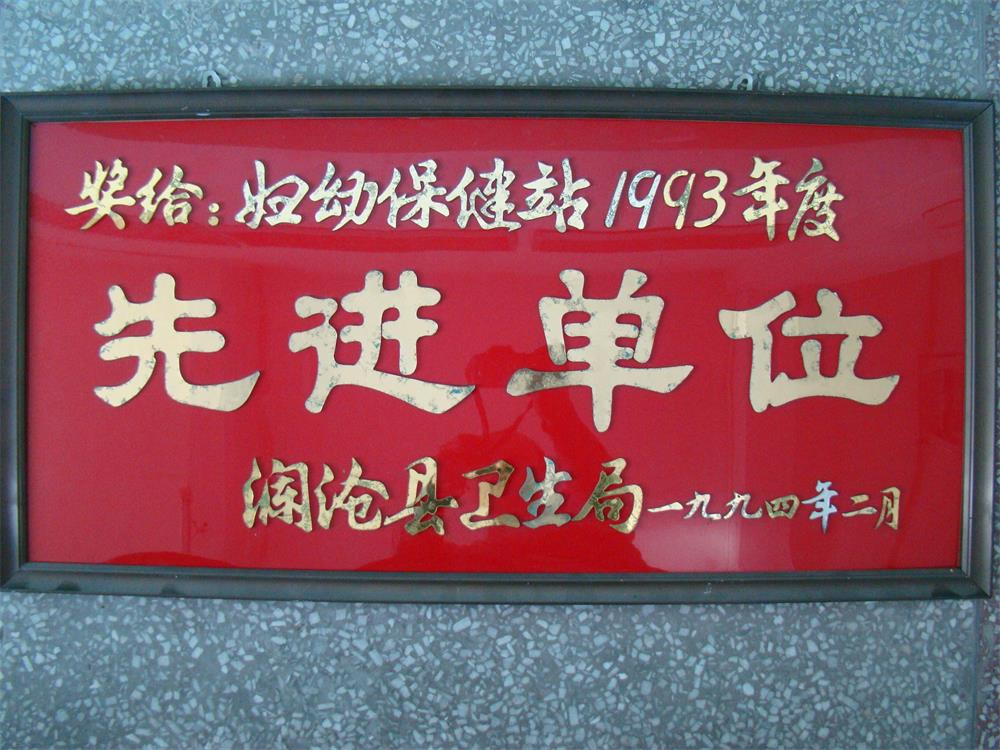 奖给：妇幼保健站1993年度
先进单位
澜沧县卫生局一九九四年二月